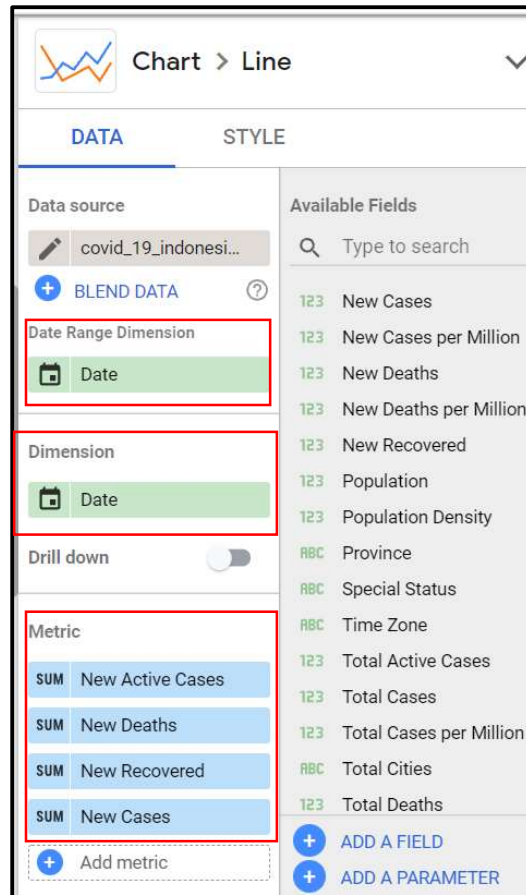 Chart > Line
DATA
STYLE
Data source
covid_19_indonesi...
BLEND DATA
?
Date Range Dimension
Date
Dimension
Date
Drill down
Metric
SUM New Active Cases
SUM New Deaths
SUM New Recovered
SUM New Cases
Add metric
Available Fields
Type to search
123 New Cases
123 New Cases per Million
123 New Deaths
123 New Deaths per Million
123 New Recovered
123 Population
123 Population Density
ABC Province
ABC Special Status
ABC Time Zone
123 Total Active Cases
123 Total Cases
123 Total Cases per Million
ABC Total Cities
123 Total Deaths
ADD A FIELD
ADD A PARAMETER